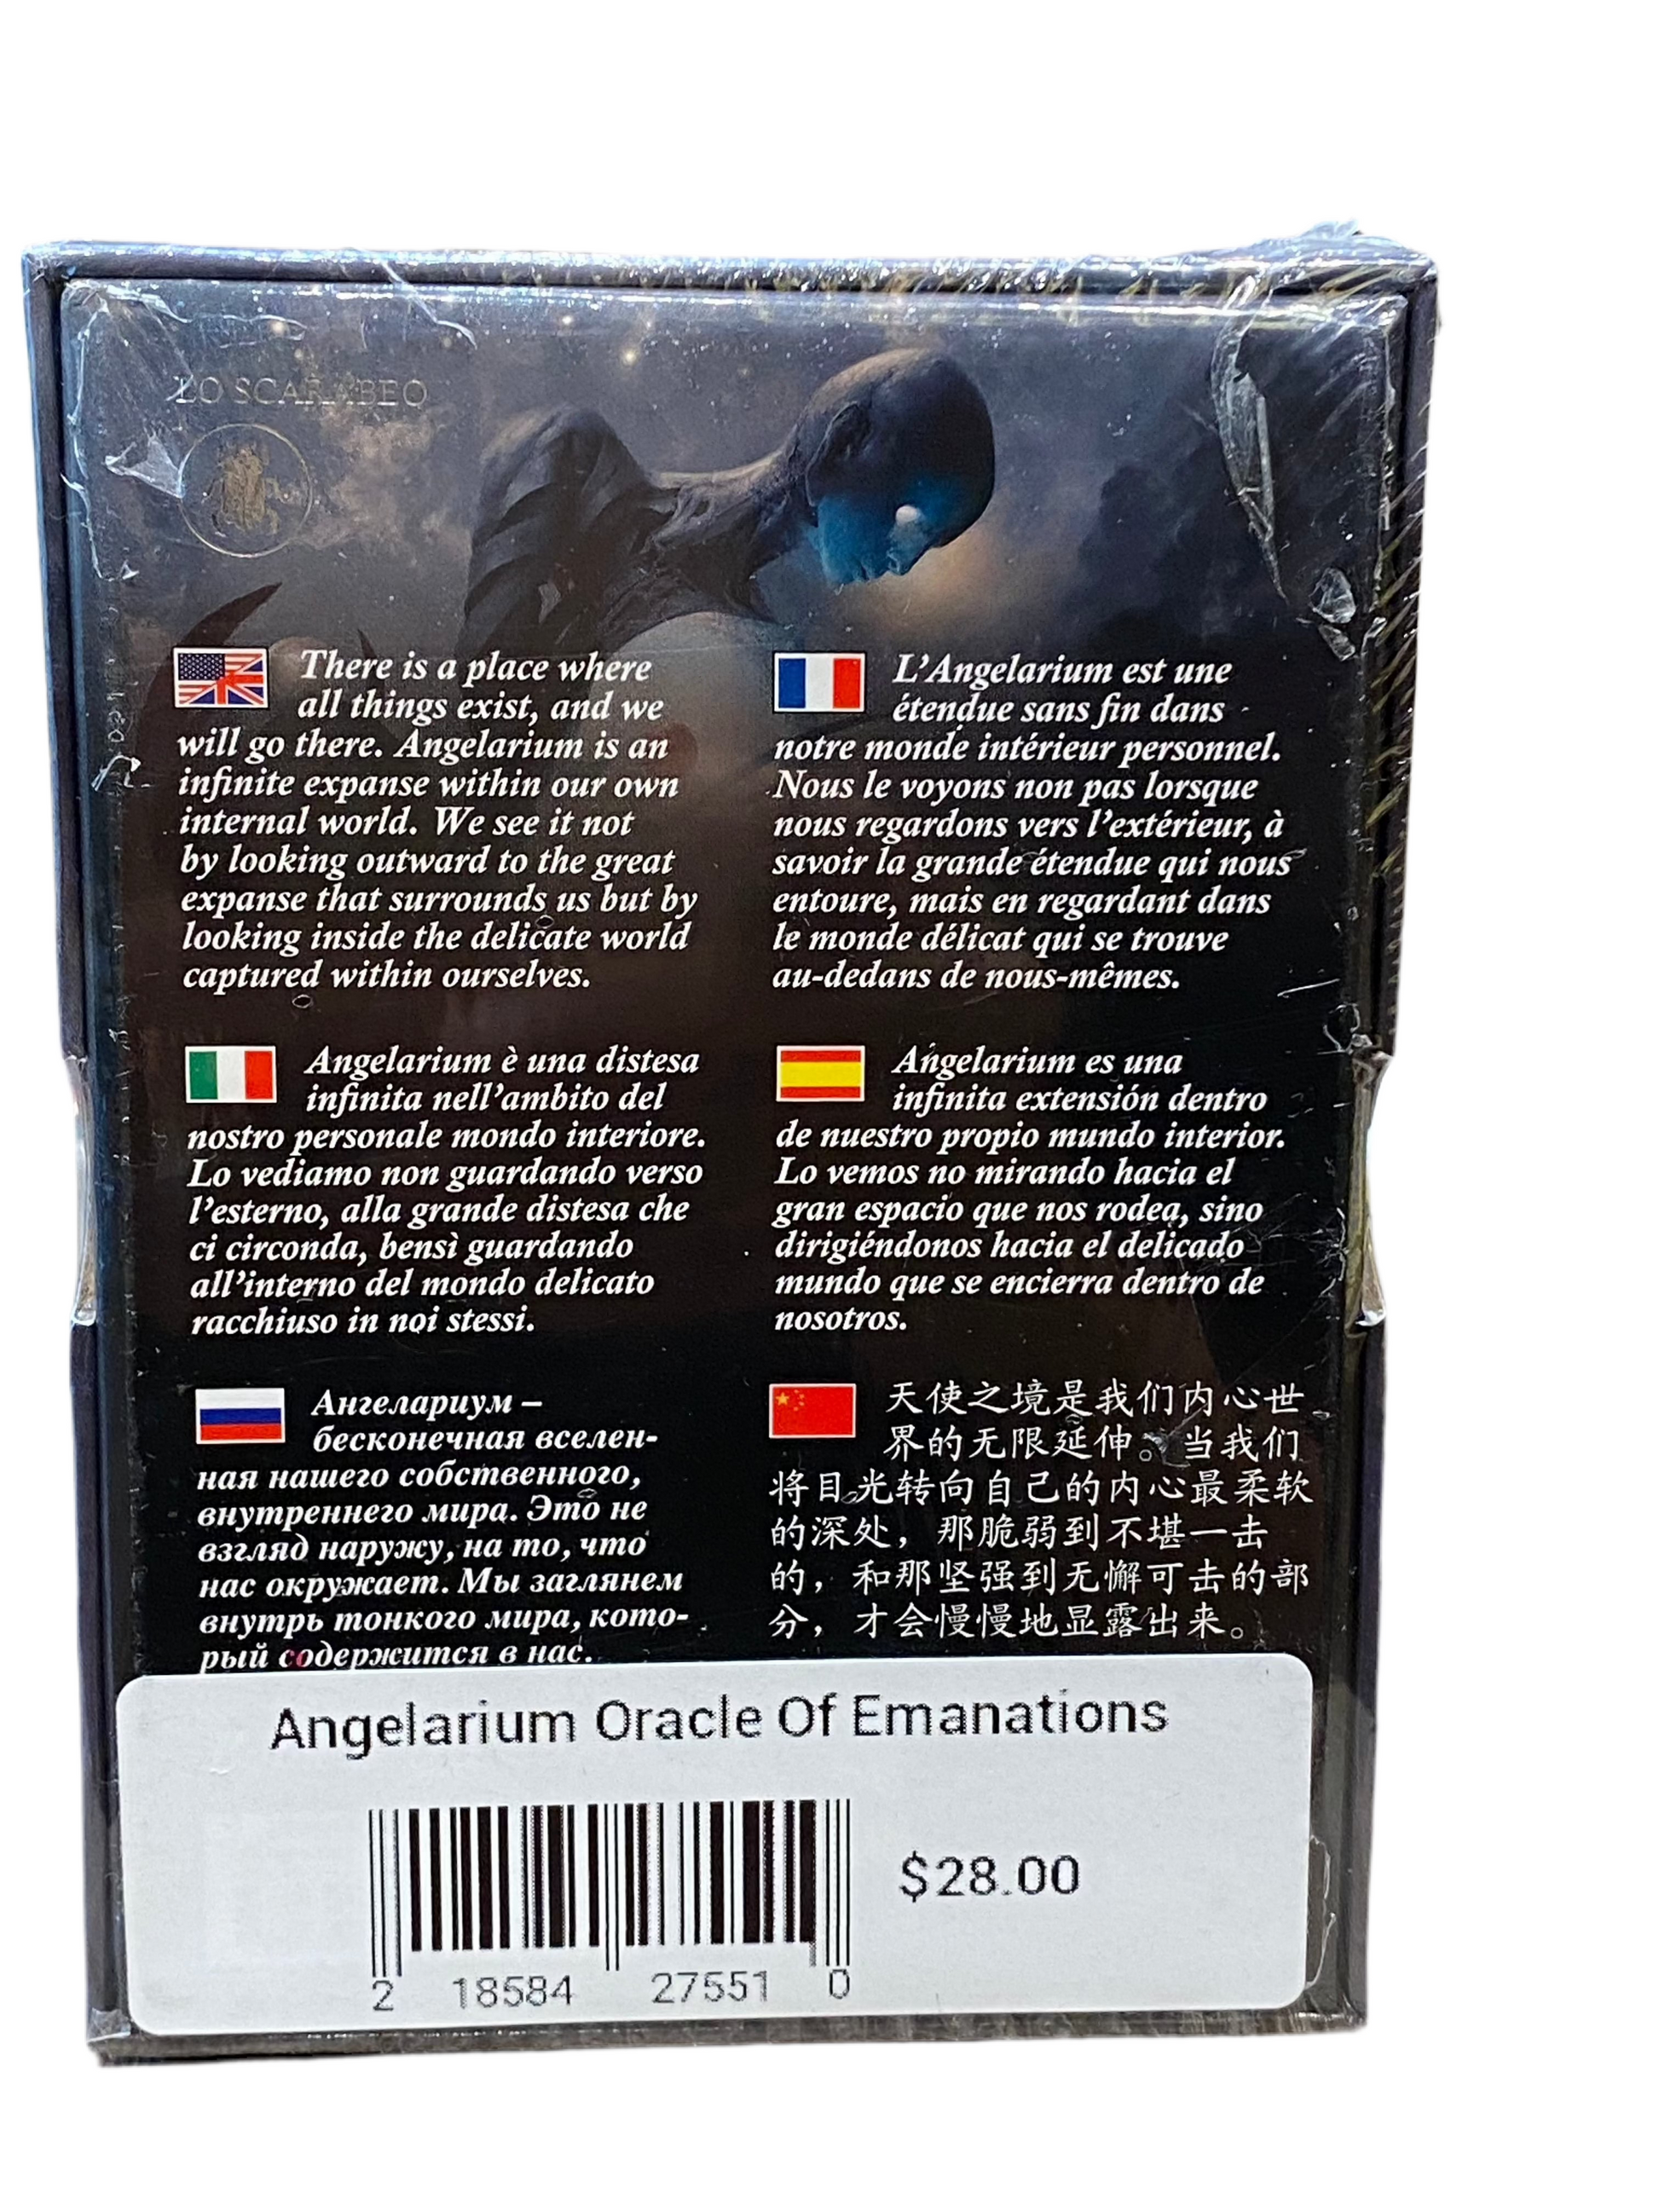 LO SCARABEO
There is a place where
all things exist, and we
will go there. Angelarium is an
infinite expanse within our own
internal world. We see it not
by looking outward to the great
expanse that surrounds us but by
looking inside the delicate world
captured within ourselves.
L’Angelarium est une
étendue sans fin dans
notre monde intérieur personnel.
Nous le voyons non pas lorsque
nous regardons vers l’extérieur, à
savoir la grande étendue qui nous
entoure, mais en regardant dans
le monde délicat qui se trouve
au-dedans de nous-mêmes.
Angelarium è una distesa
infinita nell’ambito del
nostro personale mondo interiore.
Lo vediamo non guardando verso
l’esterno, alla grande distesa che
ci circonda, bensì guardando
all’interno del mondo delicato
racchiuso in noi stessi.
Angelarium es una
infinita extensión dentro
de nuestro propio mundo interior.
Lo vemos no mirando hacia el
gran espacio que nos rodea, sino
dirigiéndonos hacia el delicado
mundo que se encierra dentro de
nosotros.
Ангелариум –
бесконечная вселен-
ная нашего собственного,
внутреннего мира. Это не
взгляд наружу, на то, что
нас окружает. Мы заглянем
внутрь тонкого мира, кото-
рый содержится в нас.
天使之境是我们内心世
界的无限延伸。当我们
将目光转向自己的内心最柔软
的深处，那脆弱到不堪一击
的，和那坚强到无懈可击的部
分，才会慢慢地显露出来。
Angelarium Oracle Of Emanations
$28.00
2 18584 27551 0